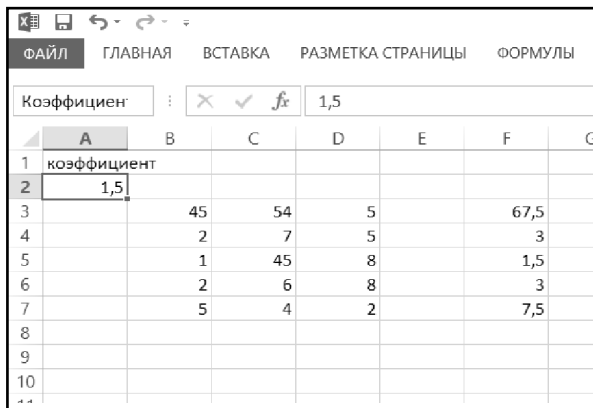 ФАЙЛ ГЛАВНАЯ ВСТАВКА РАЗМЕТКА СТРАНИЦЫ ФОРМУЛЫ
Коэффициен fx 1,5
A B C D E F G
1 коэффициент
2 1,5
3 45 54 5 67,5
4 2 7 5 3
5 1 45 8 1,5
6 2 6 8 3
7 5 4 2 7,5
8
9
10
11